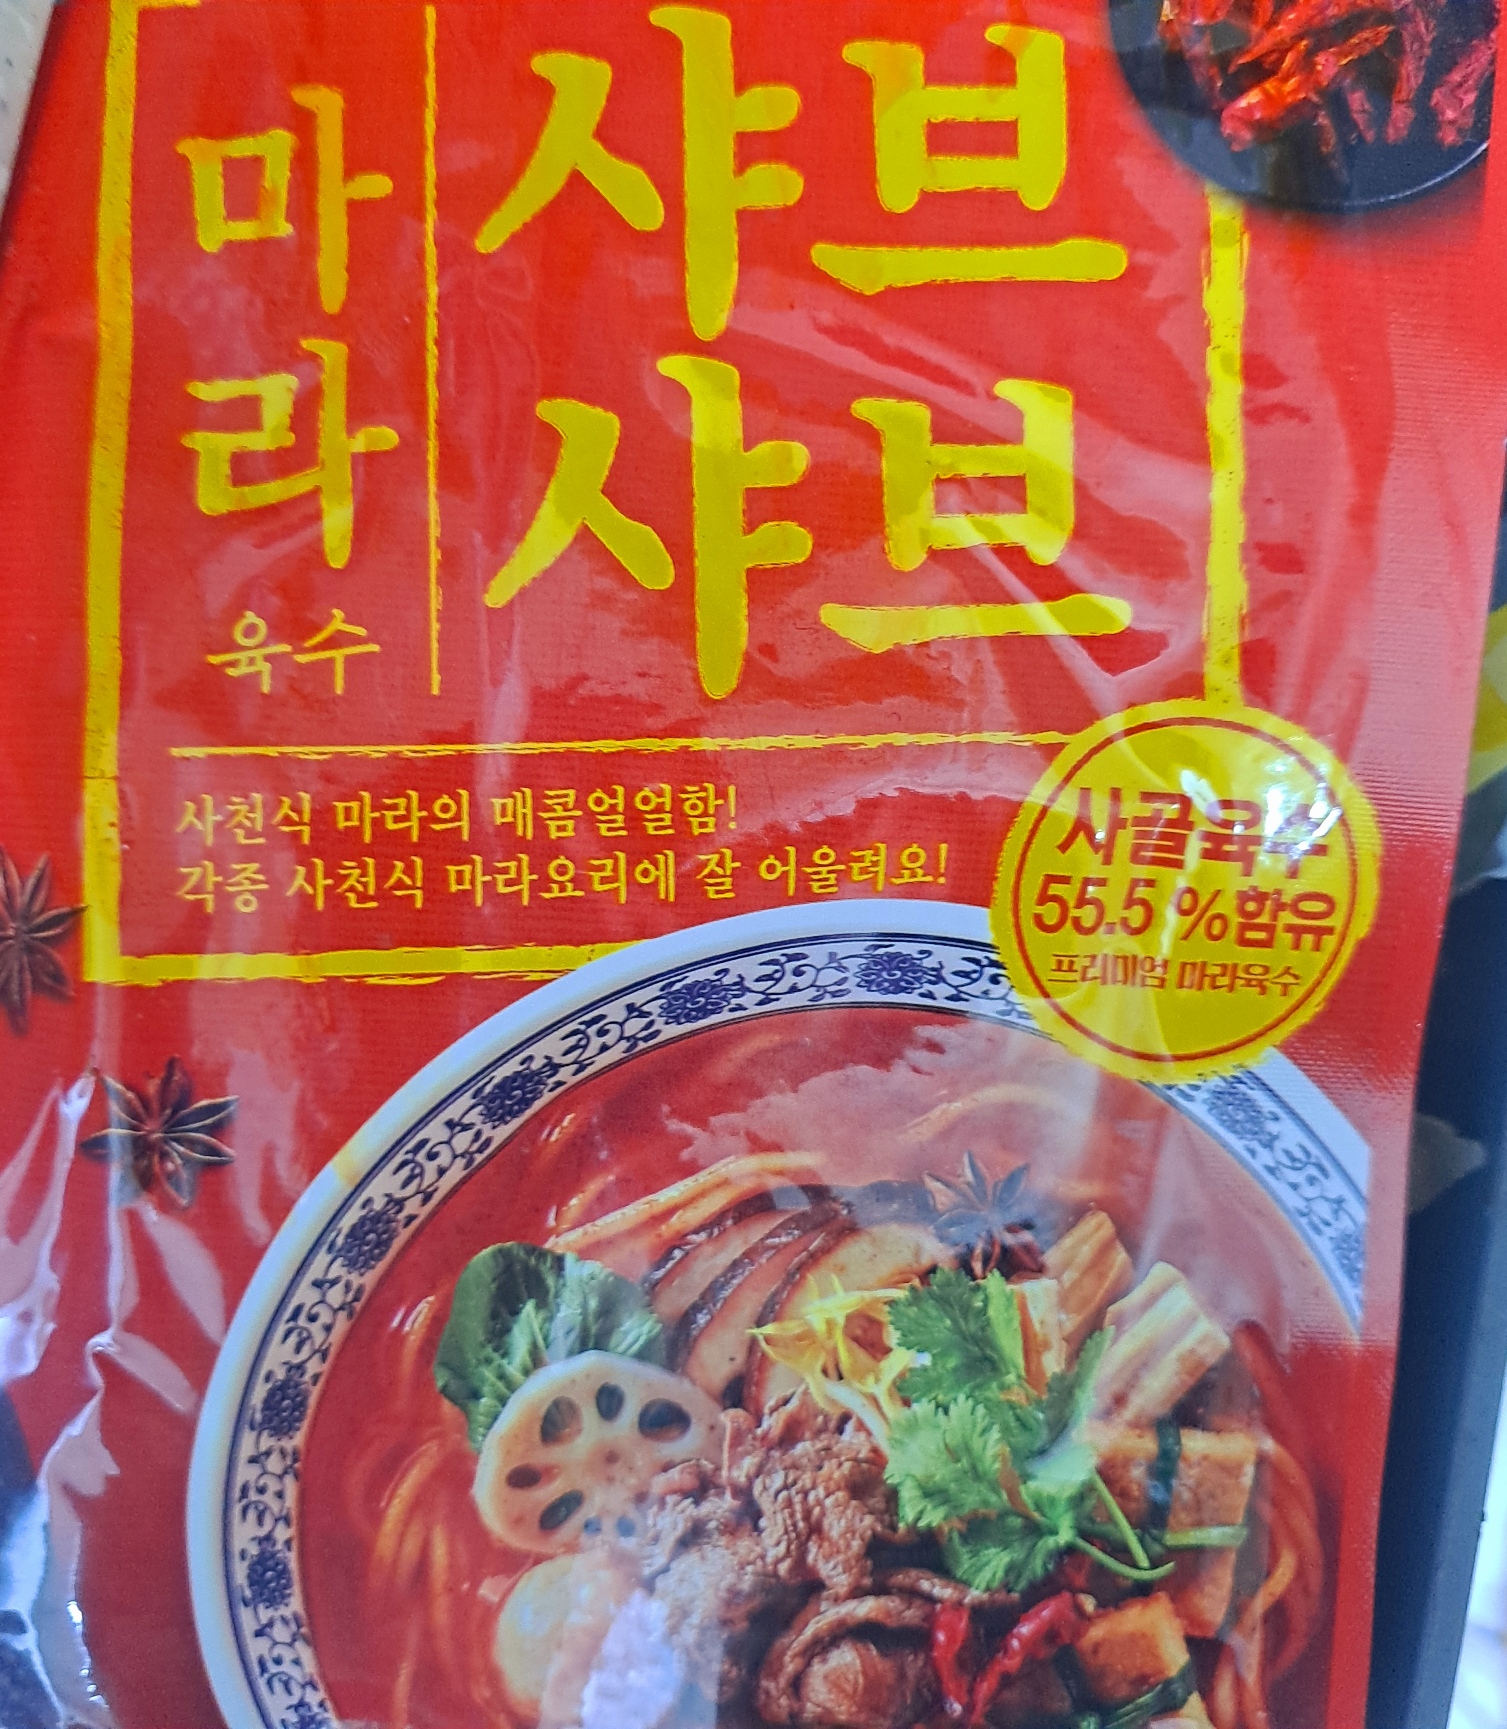 샤브
샤브
마라
육수
사천식 마라의 매콤얼얼함!
각종 사천식 마라요리에 잘 어울려요!
사골육수
55.5 %함유
프리미엄 마라육수